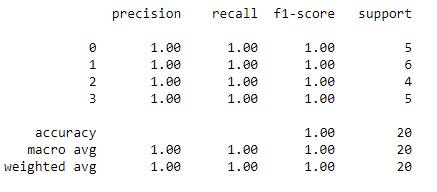 precision recall f1-score support
0 1.00 1.00 1.00 5
1 1.00 1.00 1.00 6
2 1.00 1.00 1.00 4
3 1.00 1.00 1.00 5
accuracy 1.00 20
macro avg 1.00 1.00 1.00 20
weighted avg 1.00 1.00 1.00 20